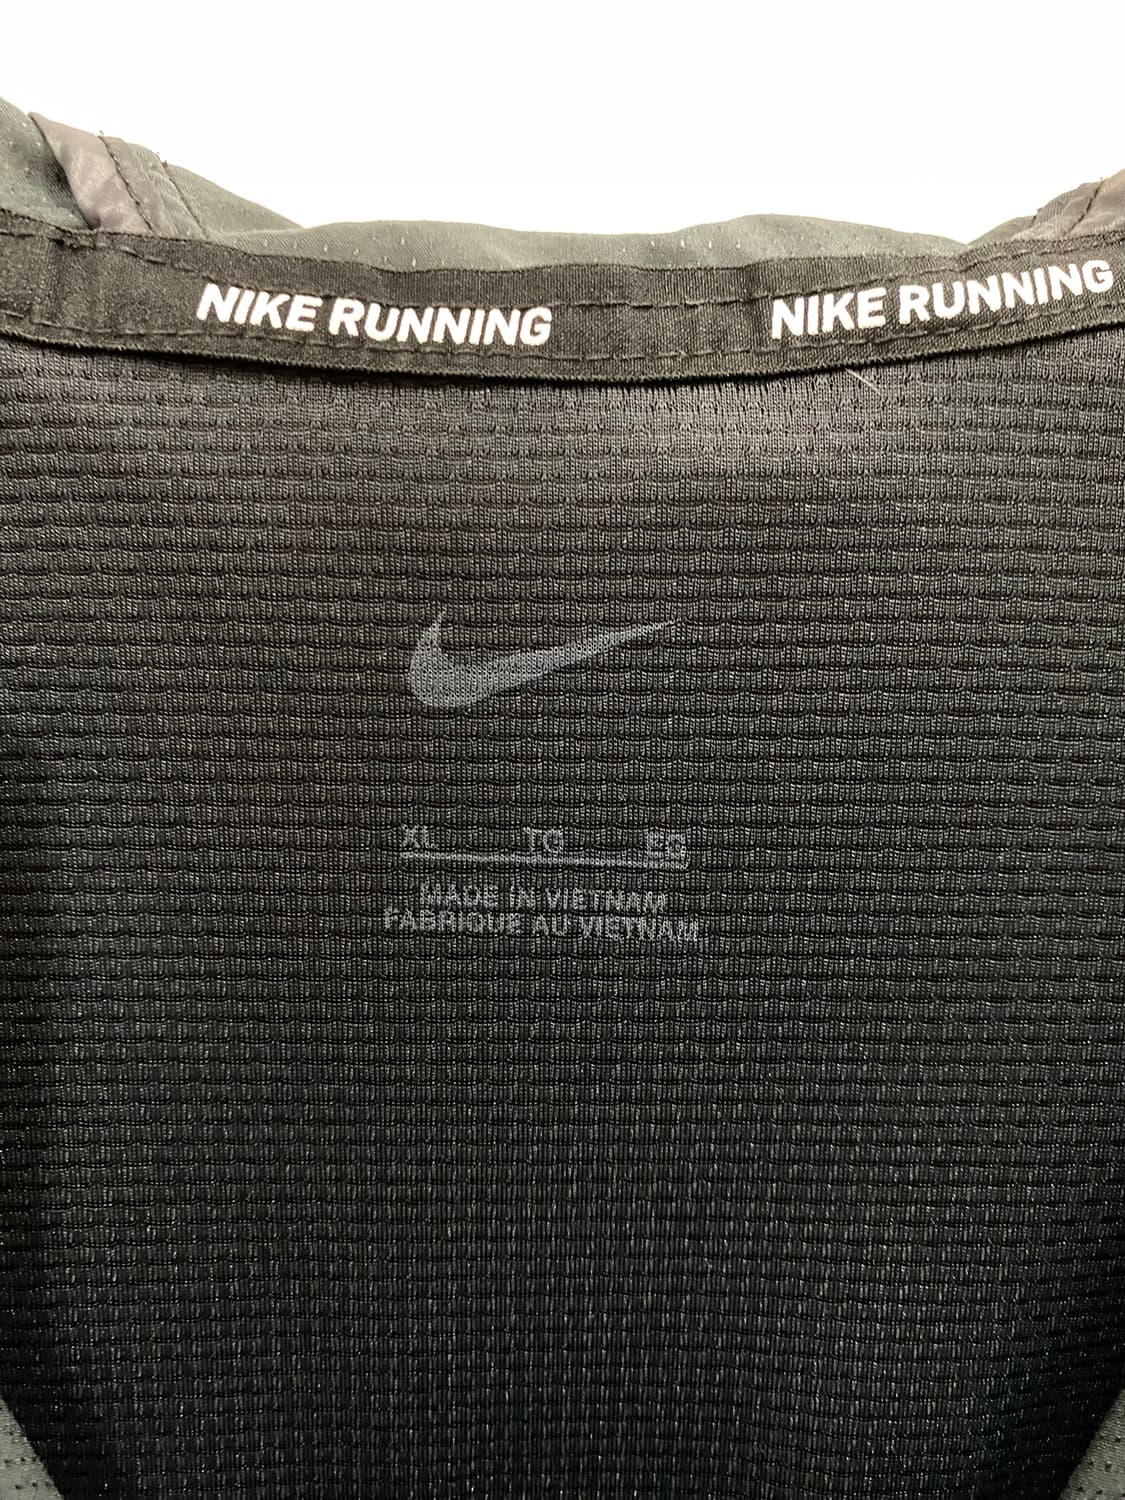 NIKE RUNNING NIKE RUNNING
XL TG EG
MADE IN VIETNAM
FABRIQUE AU VIETNAM